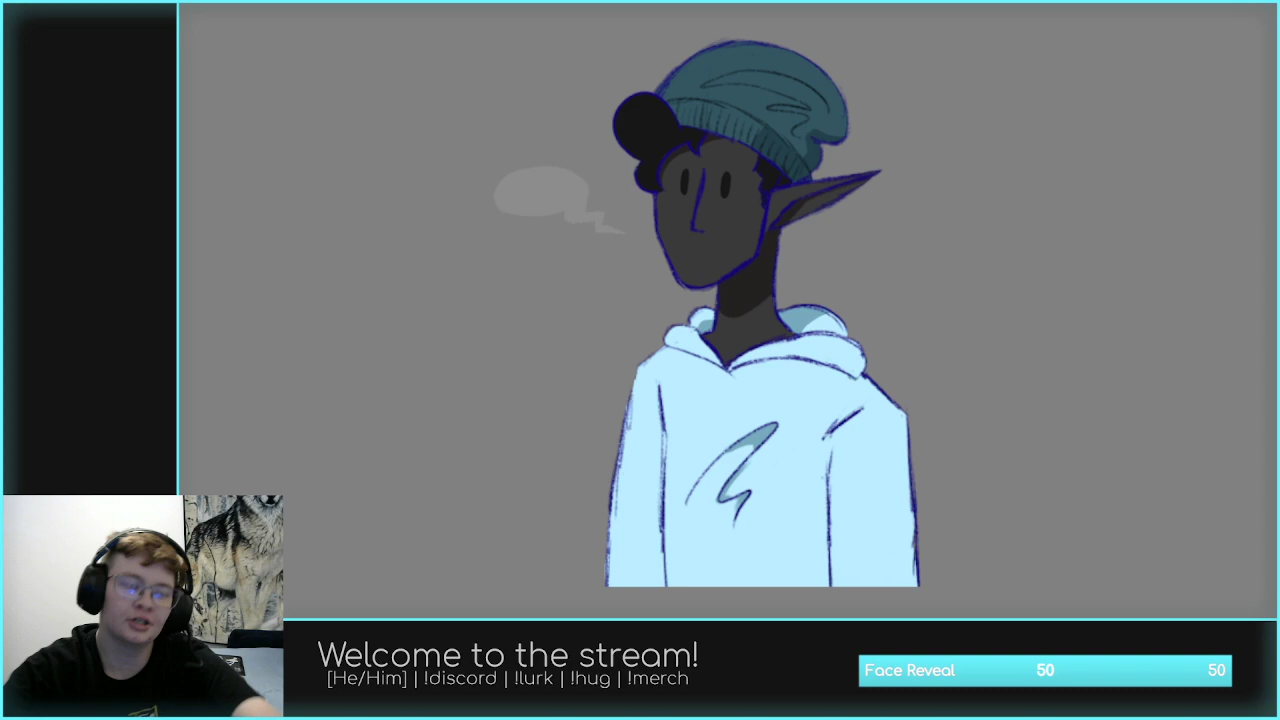 Welcome to the stream!
[He/Him] | !discord | !lurk | !hug | !merch
Face Reveal 50 50